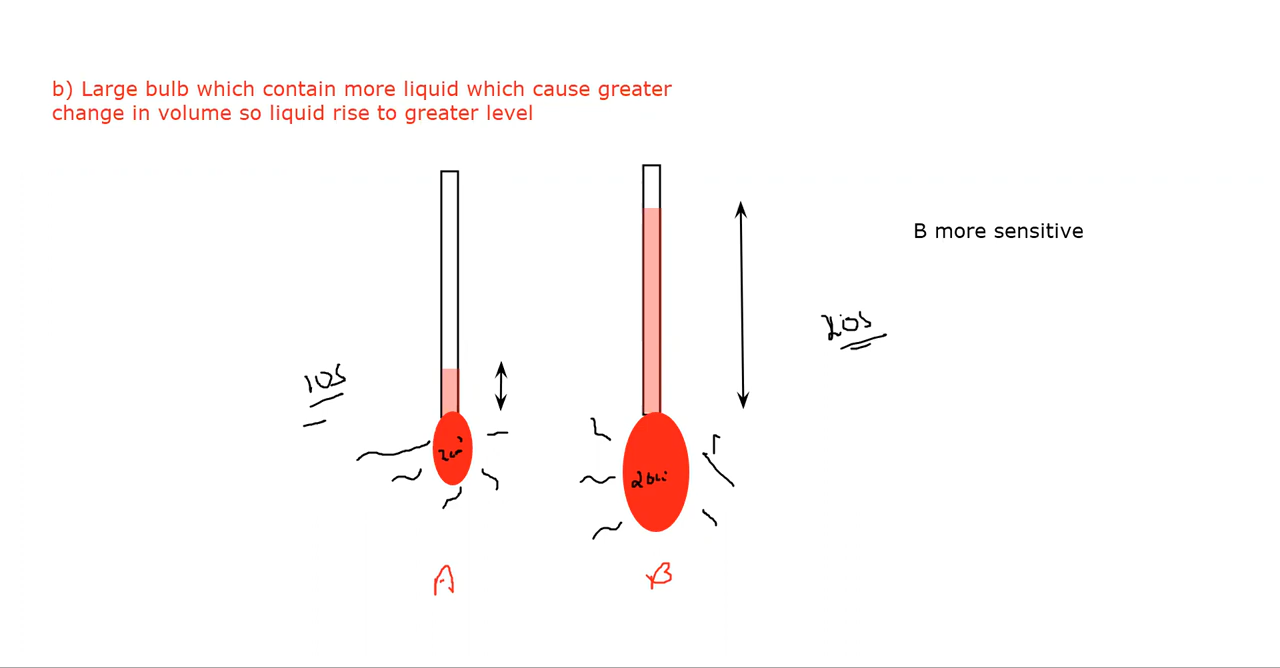 b) Large bulb which contain more liquid which cause greater
change in volume so liquid rise to greater level
B more sensitive
20s
10s
A
B